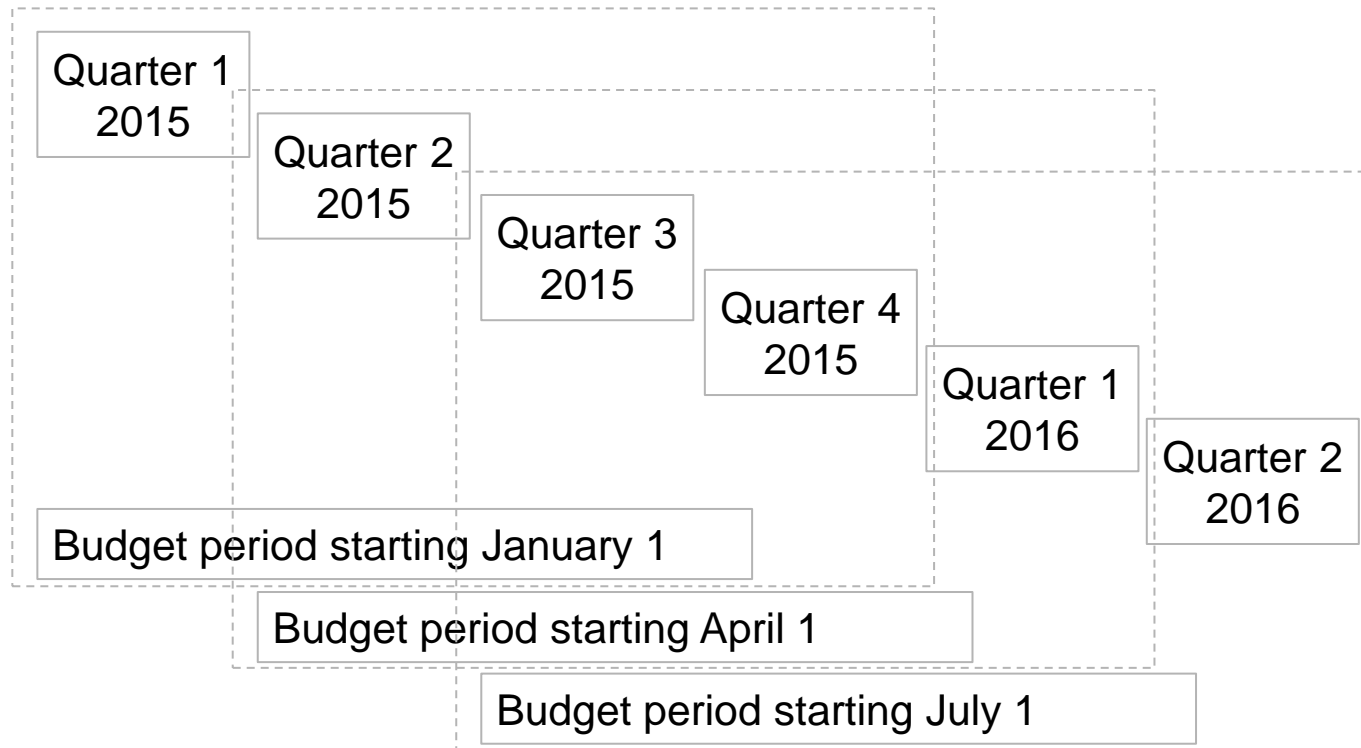 Quarter 1
2015
Quarter 2
2015
Quarter 3
2015
Quarter 4
2015
Quarter 1
2016
Quarter 2
2016
Budget period starting January 1
Budget period starting April 1
Budget period starting July 1